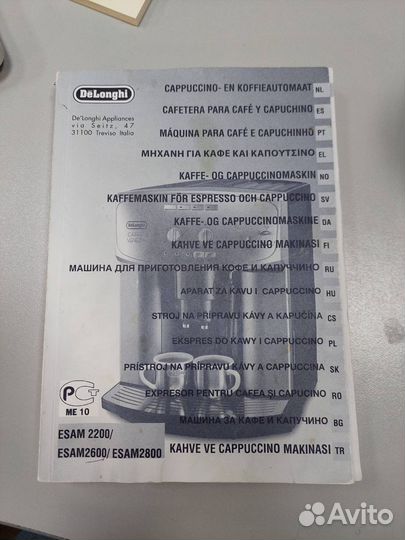 DeLonghi
De'Longhi Appliances
via Seitz, 47
31100 Treviso Italia
CAPPUCCINO- EN KOFFIEAUTOMAAT NL
CAFETERA PARA CAFÉ Y CAPUCHINO ES
MÁQUINA PARA CAFÉ E CAPUCHINHO PT
ΜΗΧΑΝΗ ΓΙΑ ΚΑΦΕ ΚΑΙ ΚΑΠΟΥΤΣΙΝΟ EL
KAFFE- OG CAPPUCCINOMASKIN NO
KAFFEMASKIN FÖR ESPRESSO OCH CAPPUCCINO SV
KAFFE- OG CAPPUCCINOMASKINE DA
KAHVE VE CAPPUCCINO MAKINASI FI
МАШИНА ДЛЯ ПРИГОТОВЛЕНИЯ КОФЕ И КАПУЧЧИНО RU
APARAT ZA KAVU I CAPPUCCINO HU
STROJ NA PRÍPRAVU KÁVY A KAPUČÍNA CS
EKSPRES DO KAWY I CAPPUCCINO PL
PRÍSTROJ NA PRÍPRAVU KÁVY A CAPPUCCINA SK
EXPRESOR PENTRU CAFEA ŞI CAPUCINO RO
МАШИНА ЗА КАФЕ И КАПУЧИНО BG
KAHVE VE CAPPUCCINO MAKINASI TR
DeLonghi
РСТ
ME 10
ESAM 2200/
ESAM2600/ ESAM2800
Avito